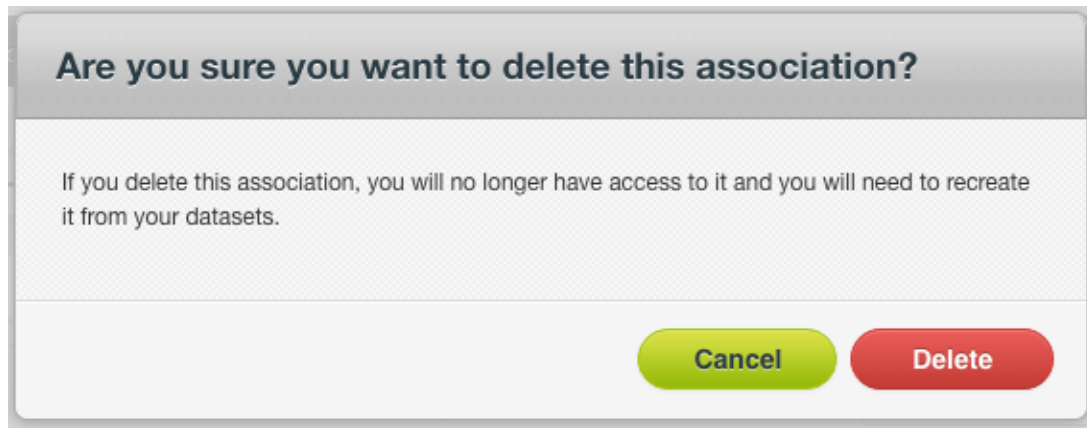 Are you sure you want to delete this association?
If you delete this association, you will no longer have access to it and you will need to recreate
it from your datasets.
Cancel
Delete